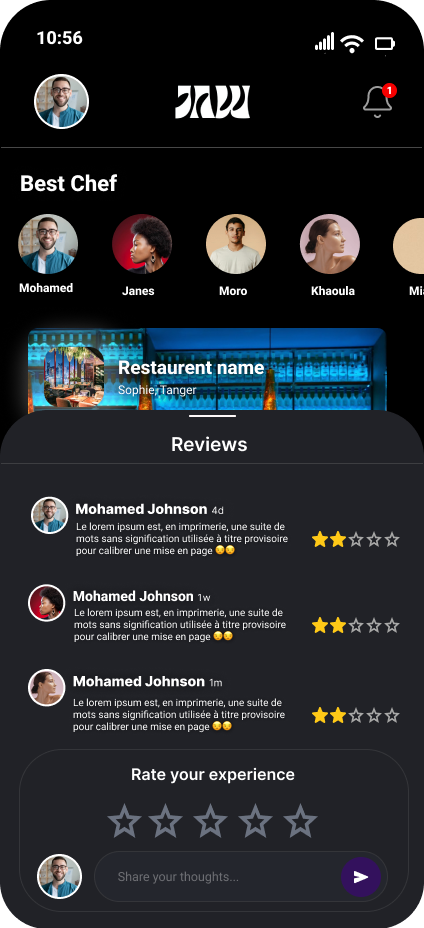 10:56
JAW
1
Best Chef
Mohamed
Janes
Moro
Khaoula
Restaurent name
Sophie, Tanger
Reviews
Mohamed Johnson 4d
Le lorem ipsum est, en imprimerie, une suite de
mots sans signification utilisée à titre provisoire
pour calibrer une mise en page 😏😏
Mohamed Johnson 1w
Le lorem ipsum est, en imprimerie, une suite de
mots sans signification utilisée à titre provisoire
pour calibrer une mise en page 😏😏
Mohamed Johnson 1m
Le lorem ipsum est, en imprimerie, une suite de
mots sans signification utilisée à titre provisoire
pour calibrer une mise en page 😏😏
Rate your experience
Share your thoughts...